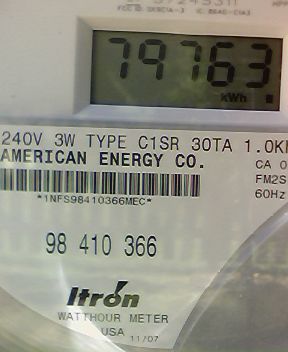 79763
kWh
240V 3W TYPE C1SR 30TA 1.0K
AMERICAN ENERGY CO.
CA 0
FM2S
60Hz
*1NFS98410366MEC*
98 410 366
Itron
WATTHOUR METER
USA 11/07